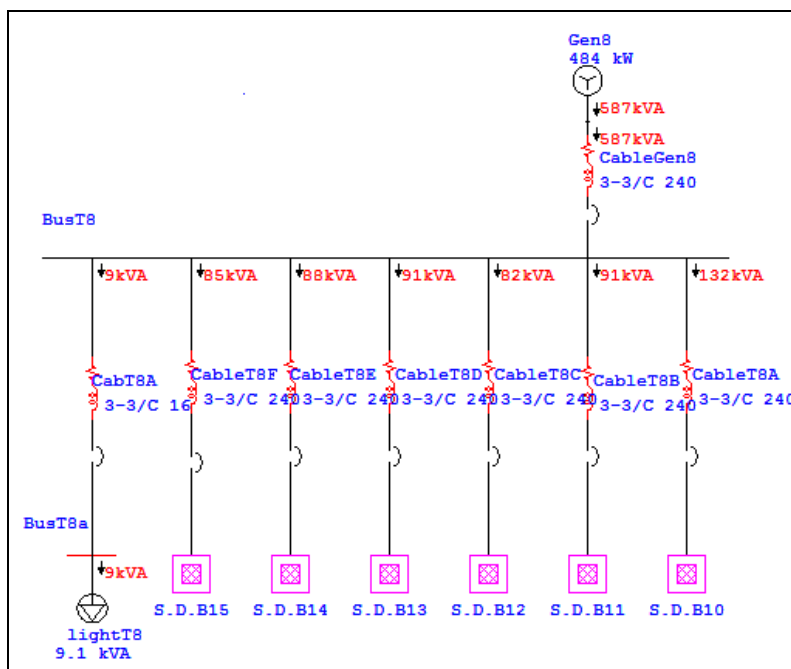 Gen8
484 kW
587kVA
587kVA
CableGen8
3-3/C 240
BusT8
9kVA
85kVA
88kVA
91kVA
82kVA
91kVA
132kVA
CabT8A
3-3/C 16
CableT8F
3-3/C 240
CableT8E
3-3/C 240
CableT8D
3-3/C 240
CableT8C
3-3/C 240
CableT8B
3-3/C 240
CableT8A
3-3/C 240
BusT8a
9kVA
lightT8
9.1 kVA
S.D.B15
S.D.B14
S.D.B13
S.D.B12
S.D.B11
S.D.B10